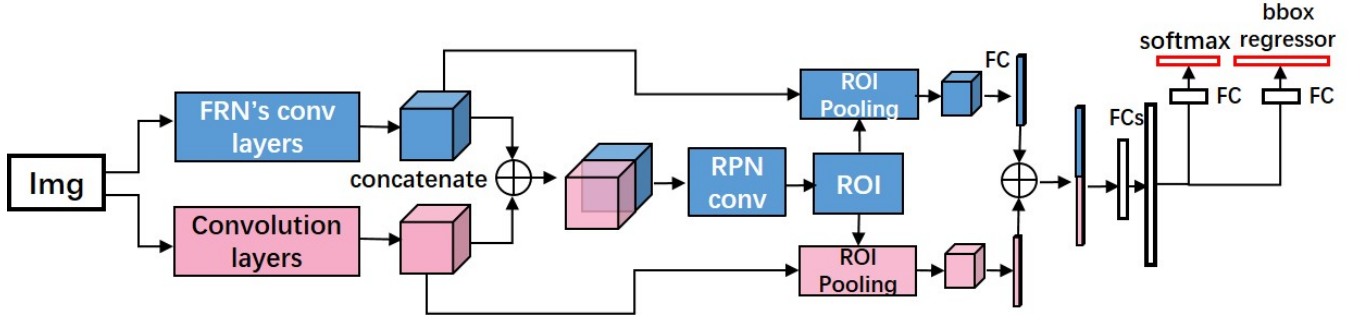 Img
FRN's conv
layers
Convolution
layers
concatenate
RPN
conv
ROI
ROI
Pooling
ROI
Pooling
FC
FCs
softmax
bbox
regressor
FC
FC